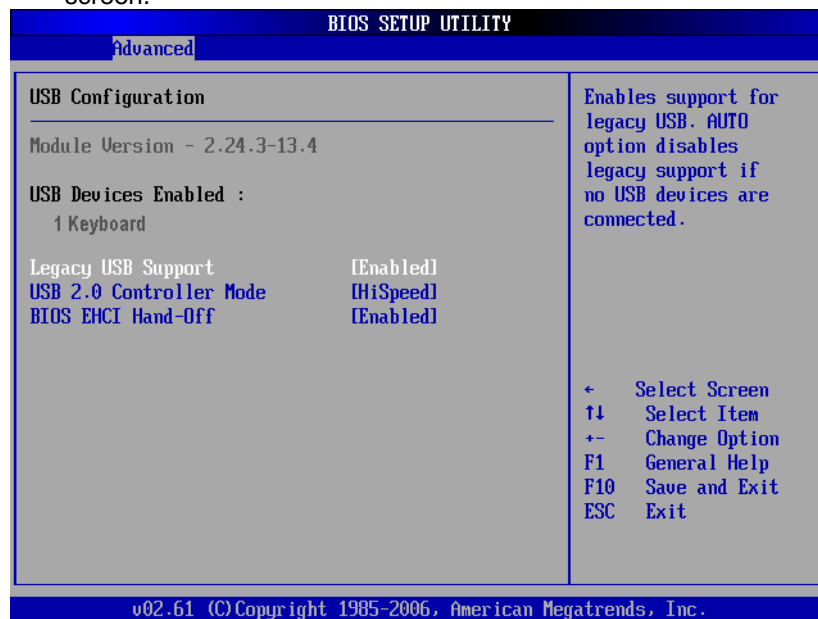 screen.
BIOS SETUP UTILITY
Advanced
USB Configuration
Module Version - 2.24.3-13.4
USB Devices Enabled :
1 Keyboard
Legacy USB Support [Enabled]
USB 2.0 Controller Mode [HiSpeed]
BIOS EHCI Hand-Off [Enabled]
Enables support for
legacy USB. AUTO
option disables
legacy support if
no USB devices are
connected.
← Select Screen
↑↓ Select Item
+- Change Option
F1 General Help
F10 Save and Exit
ESC Exit
v02.61 (C)Copyright 1985-2006, American Megatrends, Inc.